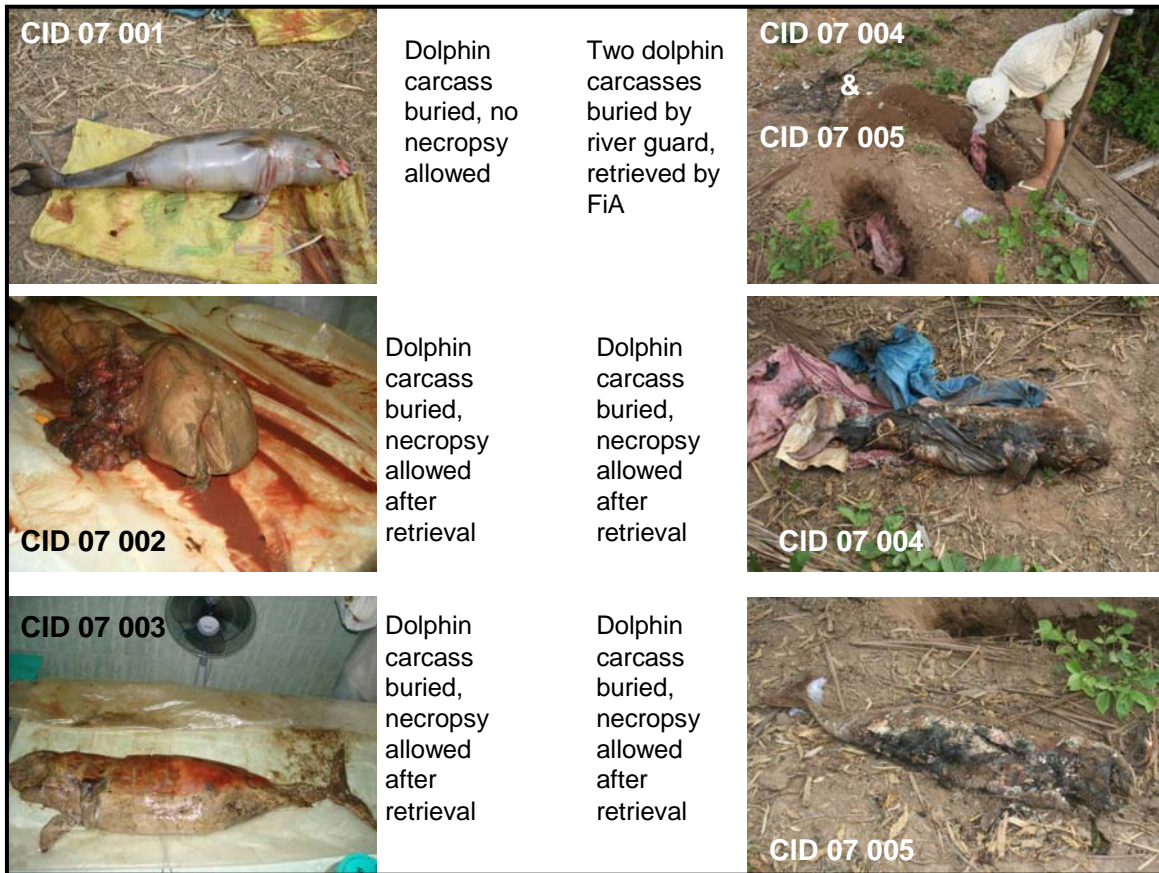 CID 07 001
Dolphin
carcass
buried, no
necropsy
allowed
Two dolphin
carcasses
buried by
river guard,
retrieved by
FiA
CID 07 004
&
CID 07 005
CID 07 002
Dolphin
carcass
buried,
necropsy
allowed
after
retrieval
Dolphin
carcass
buried,
necropsy
allowed
after
retrieval
CID 07 004
CID 07 003
Dolphin
carcass
buried,
necropsy
allowed
after
retrieval
Dolphin
carcass
buried,
necropsy
allowed
after
retrieval
CID 07 005